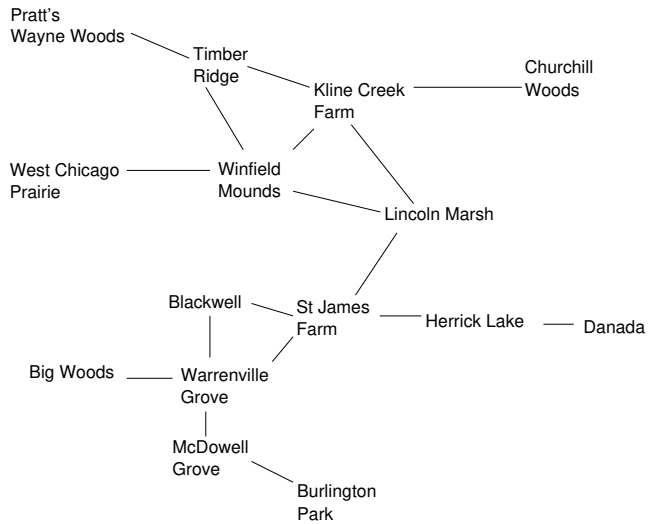 Pratt's
Wayne Woods
Timber
Ridge
Kline Creek
Farm
Churchill
Woods
West Chicago
Prairie
Winfield
Mounds
Lincoln Marsh
Blackwell
St James
Farm
Herrick Lake
Danada
Big Woods
Warrenville
Grove
McDowell
Grove
Burlington
Park